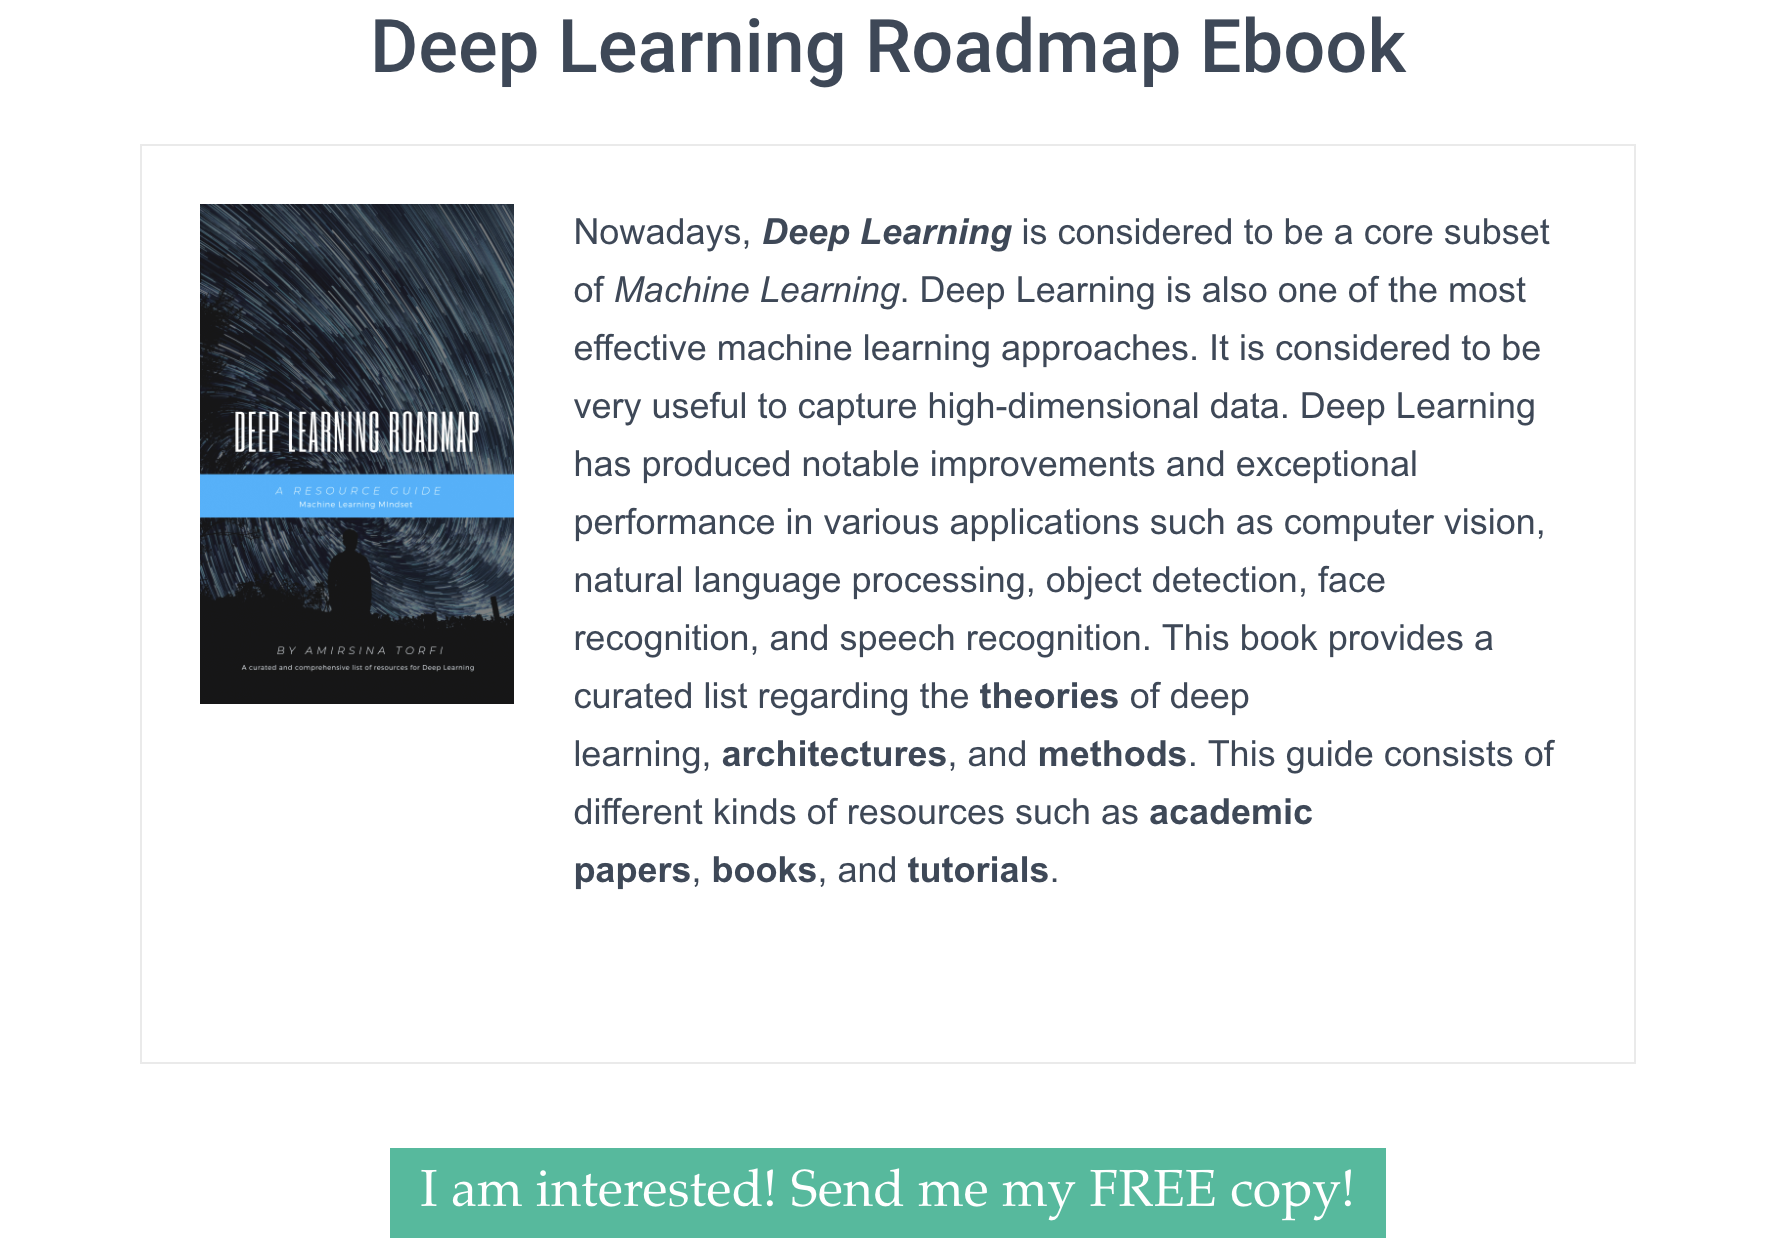 Deep Learning Roadmap Ebook
DEEP LEARNING ROADMAP
A RESOURCE GUIDE
Machine Learning Mindset
BY AMIRSINA TORFI
A curated and comprehensive list of resources for Deep Learning
Nowadays, Deep Learning is considered to be a core subset
of Machine Learning. Deep Learning is also one of the most
effective machine learning approaches. It is considered to be
very useful to capture high-dimensional data. Deep Learning
has produced notable improvements and exceptional
performance in various applications such as computer vision,
natural language processing, object detection, face
recognition, and speech recognition. This book provides a
curated list regarding the theories of deep
learning, architectures, and methods. This guide consists of
different kinds of resources such as academic
papers, books, and tutorials.
I am interested! Send me my FREE copy!